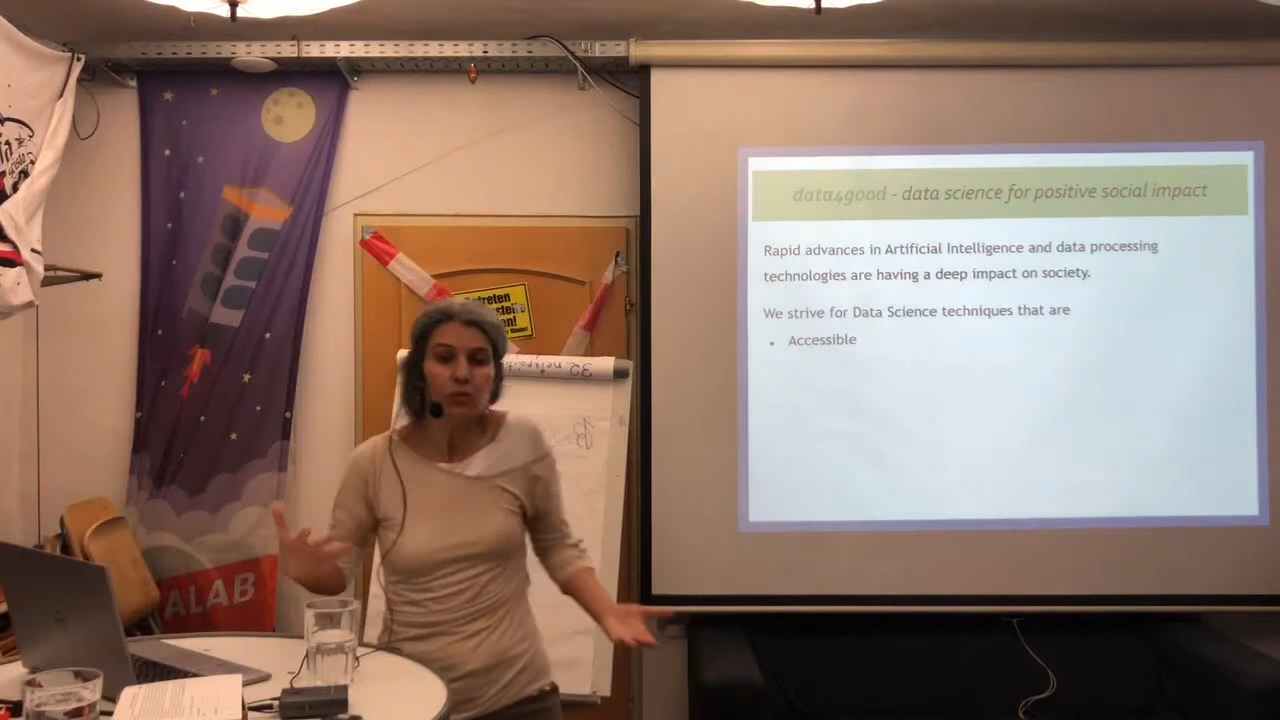 data4good - data science for positive social impact
Rapid advances in Artificial Intelligence and data processing
technologies are having a deep impact on society.
We strive for Data Science techniques that are
• Accessible
ALAB
32